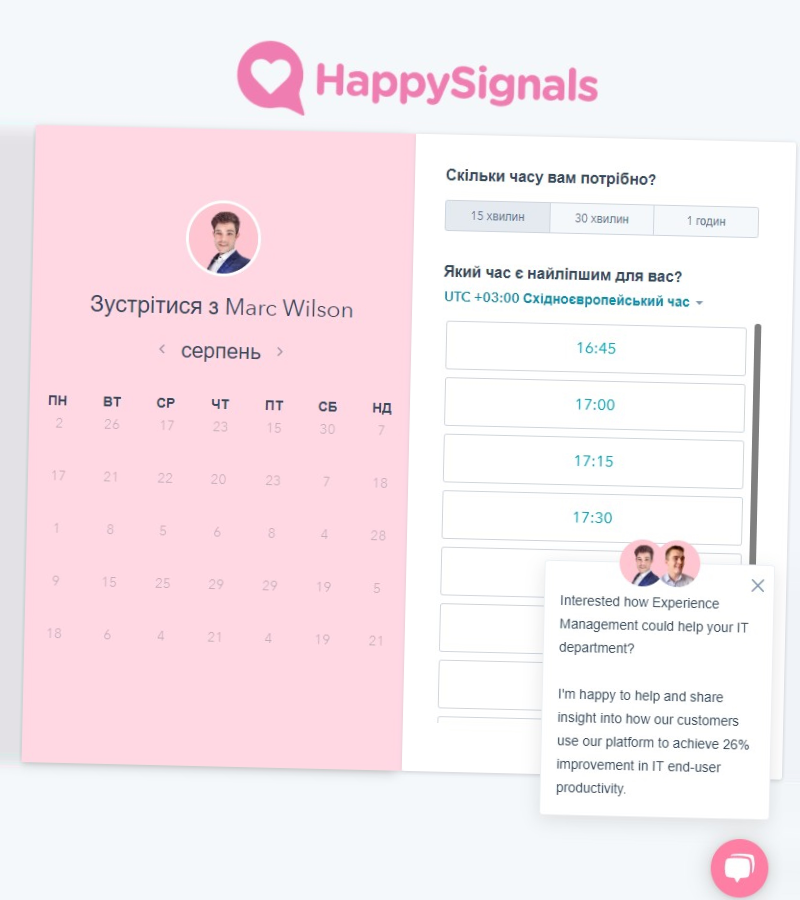 HappySignals
Зустрітися з Marc Wilson
серпень
ПН ВТ СР ЧТ ПТ СБ НД
2 26 17 23 15 30 7
17 21 22 20 23 7 18
1 8 5 6 8 4 28
9 15 25 29 29 19 5
18 6 4 21 4 19 21
Скільки часу вам потрібно?
15 хвилин 30 хвилин 1 годин
Який час є найліпшим для вас?
UTC +03:00 Східноєвропейський час
16:45
17:00
17:15
17:30
Interested how Experience
Management could help your IT
department?
I'm happy to help and share
insight into how our customers
use our platform to achieve 26%
improvement in IT end-user
productivity.